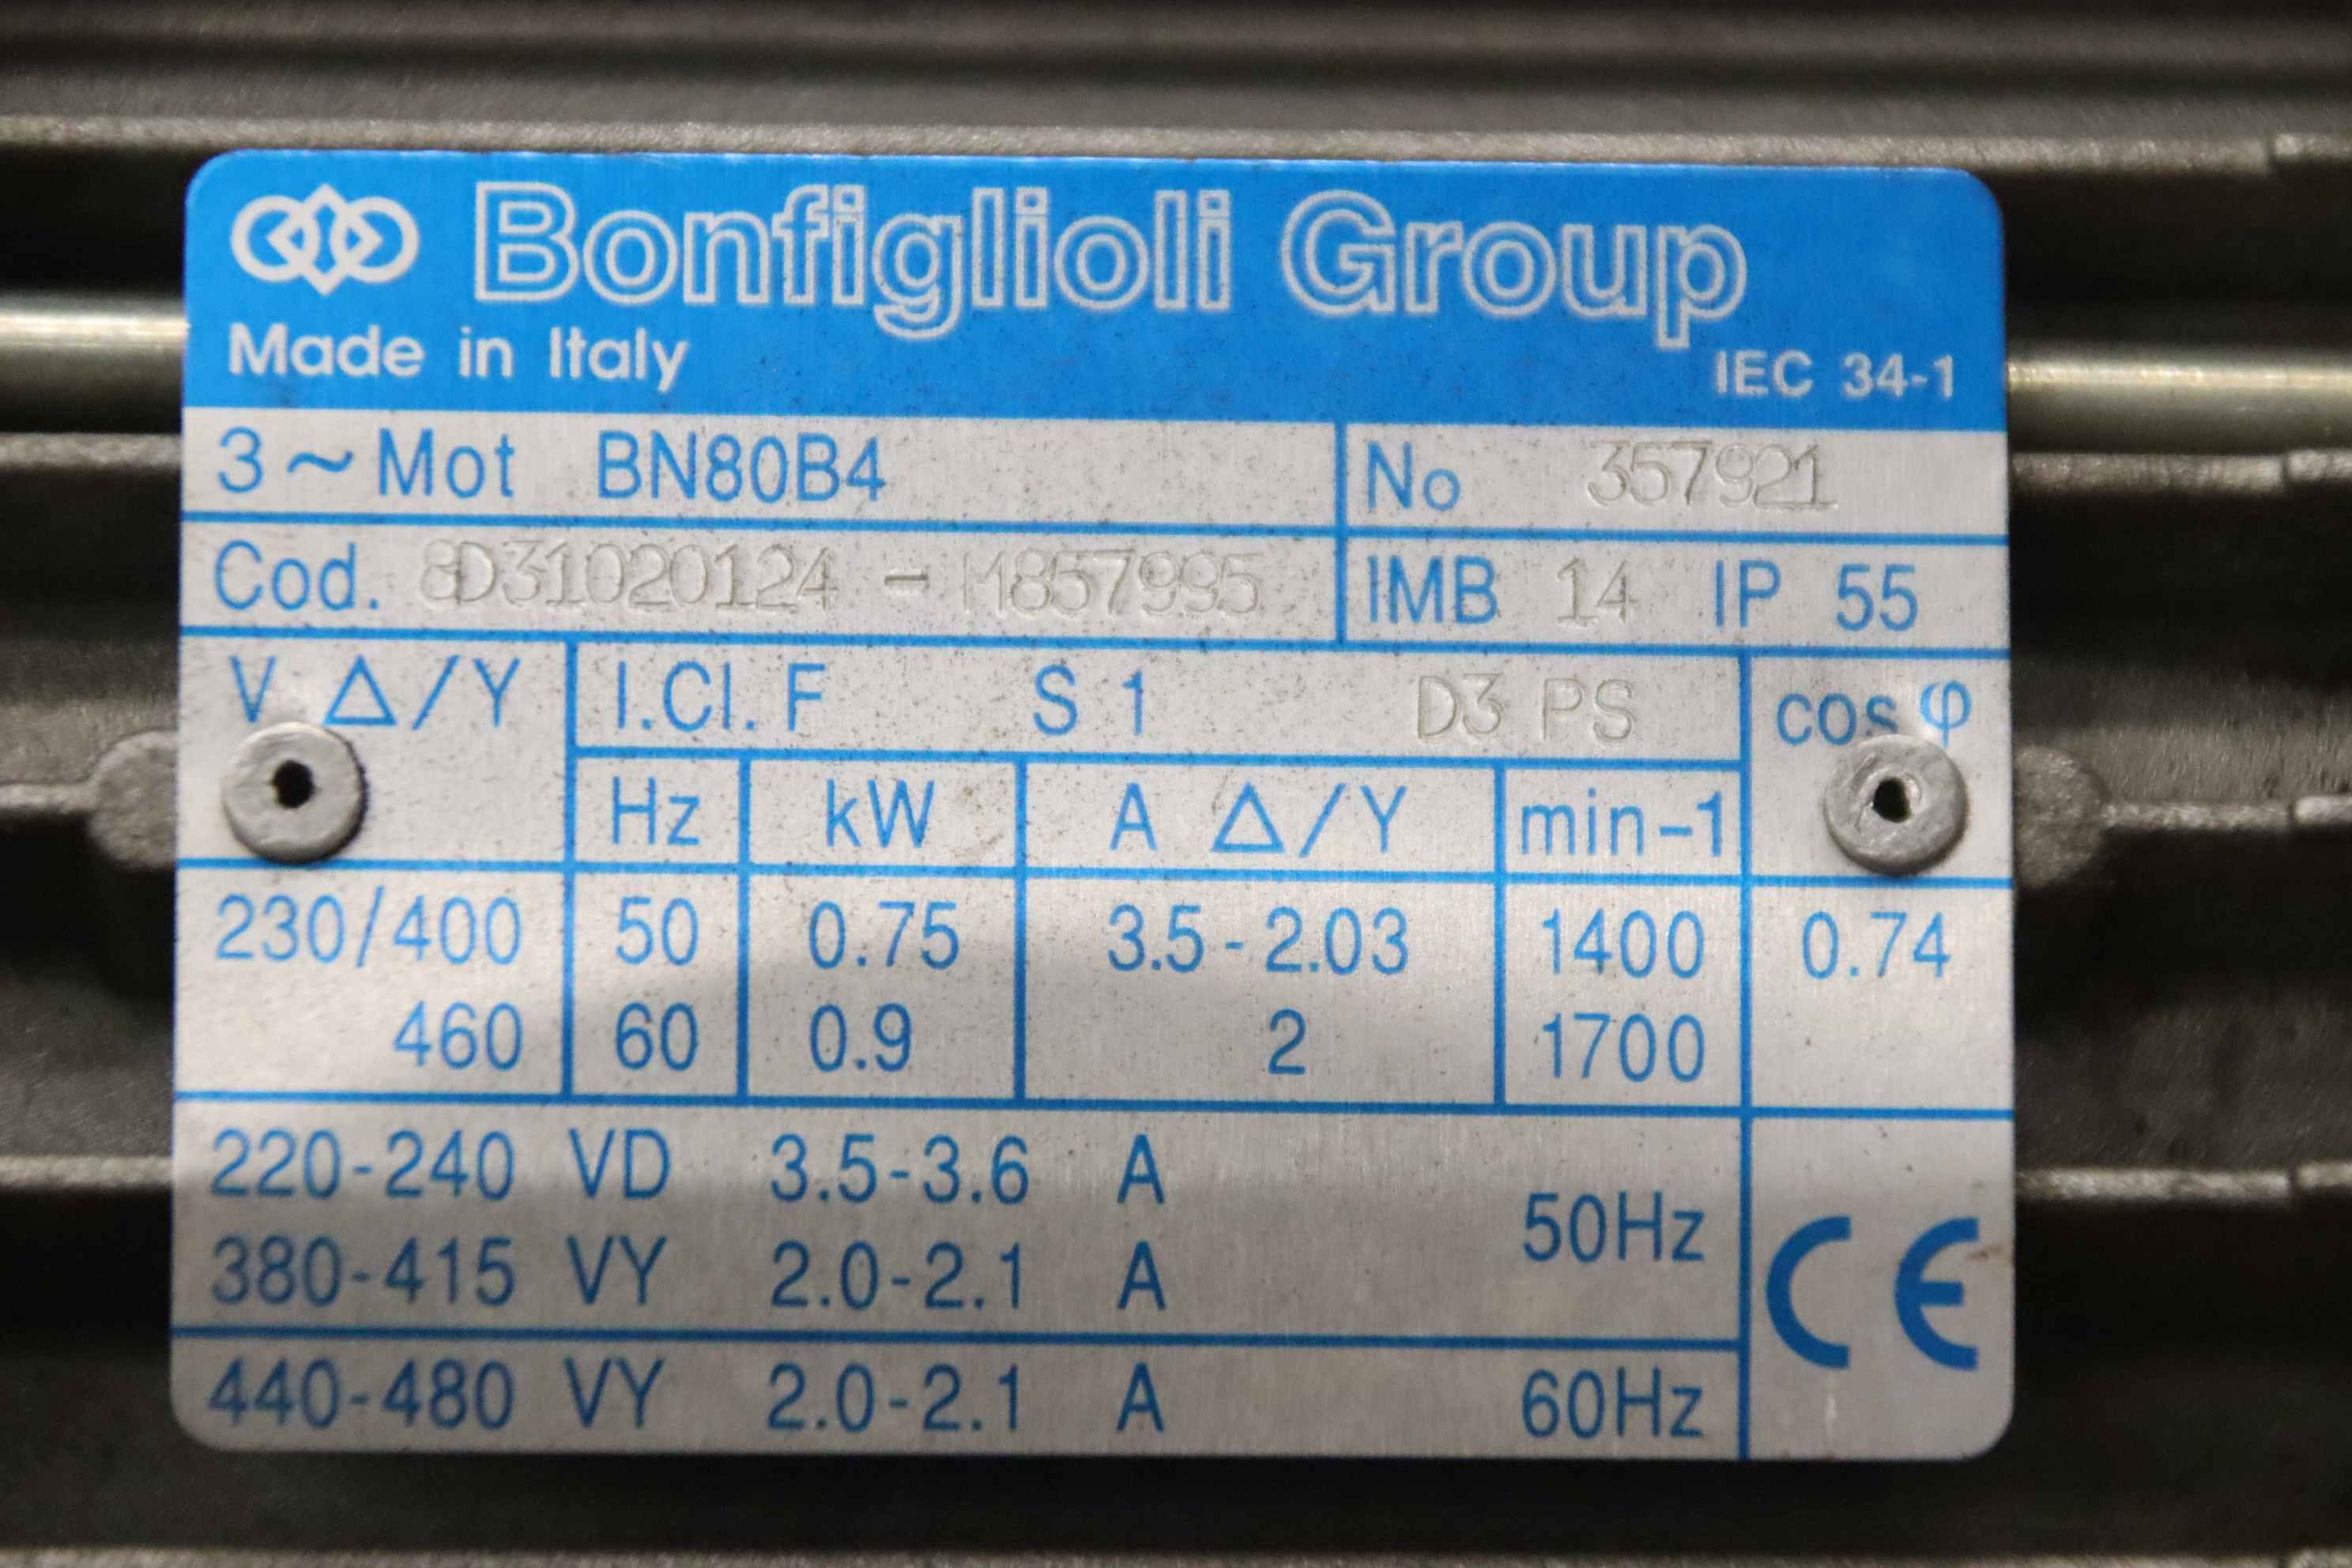 Bonfiglioli Group
Made in Italy
IEC 34-1
3 ~ Mot BN80B4
No 357921
Cod. 8D31020124 - M857995
IMB 14 IP 55
V Δ/Y
I.Cl. F S 1 D3 PS
cos φ
Hz kW A Δ/Y min-1
230/400 50 0.75 3.5-2.03 1400 0.74
460 60 0.9 2 1700
220-240 VD 3.5-3.6 A
50Hz
380-415 VY 2.0-2.1 A
440-480 VY 2.0-2.1 A 60Hz
CE